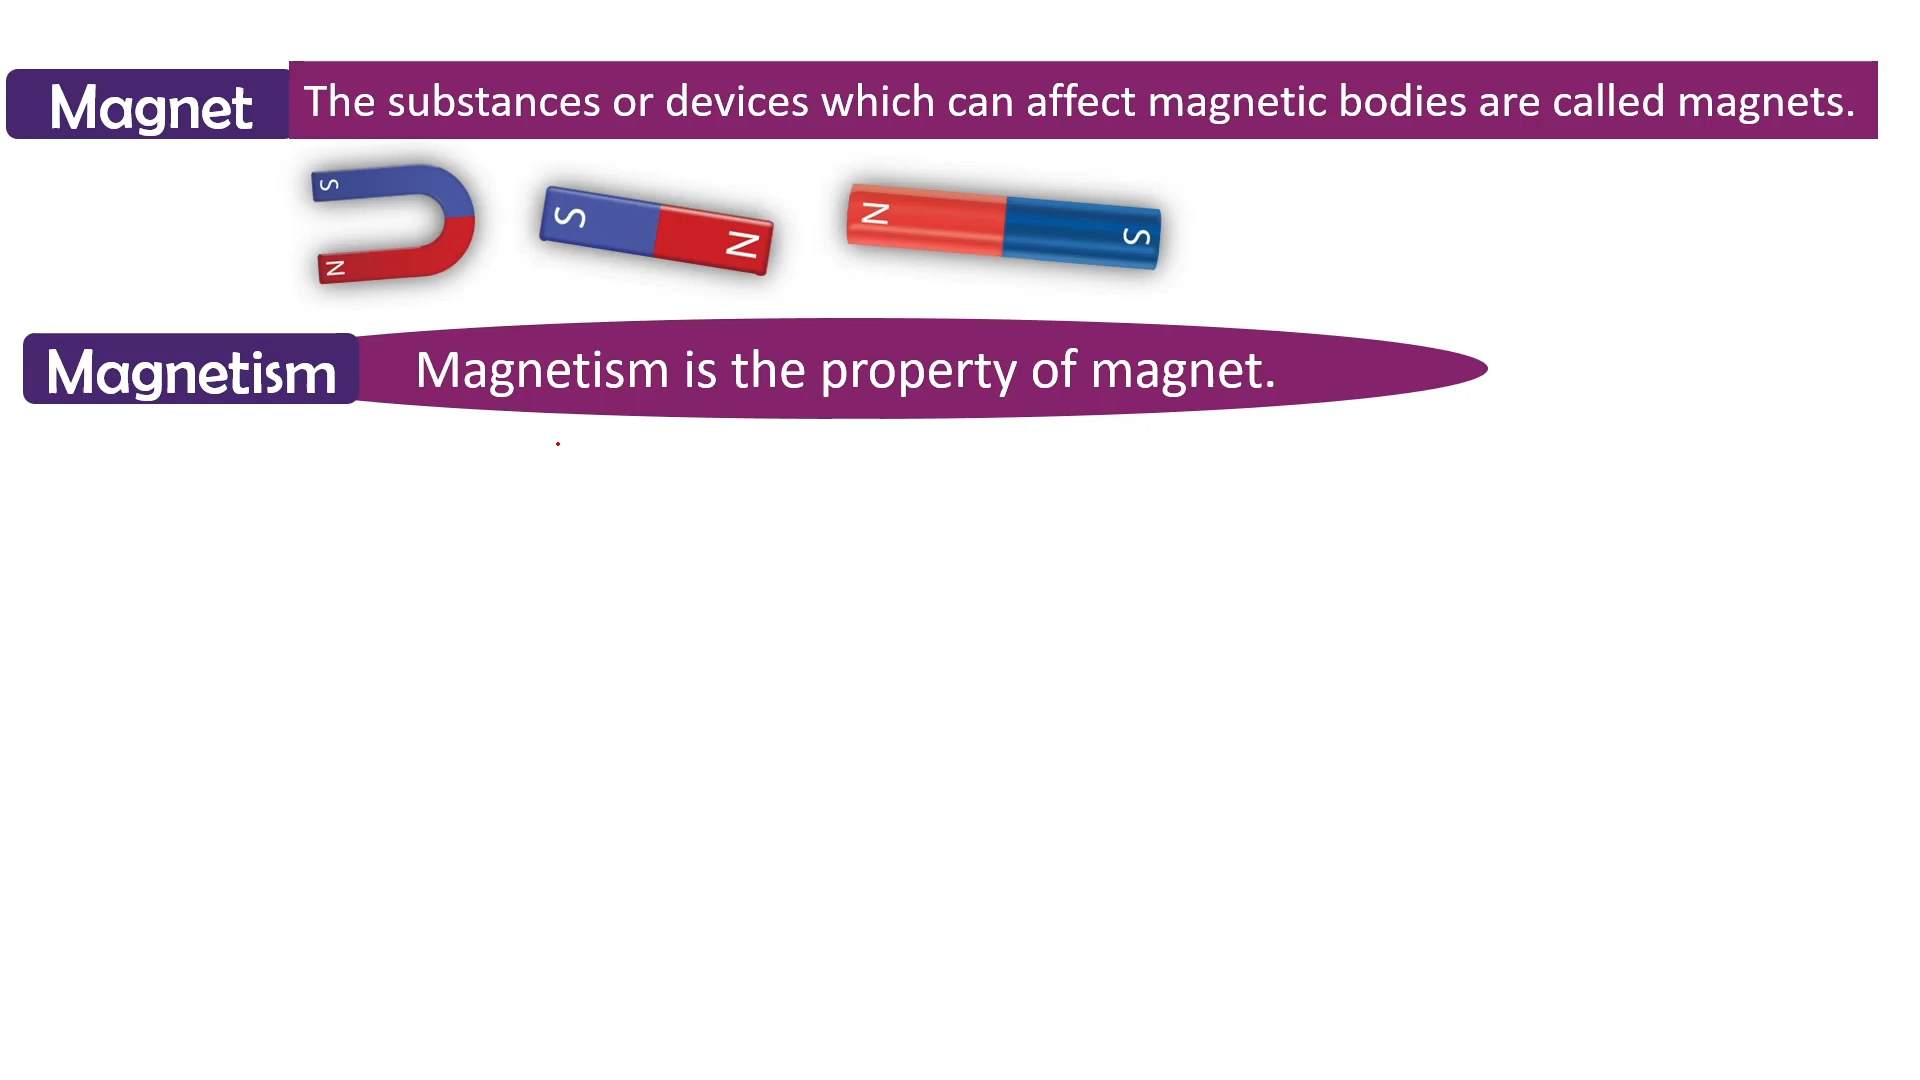 Magnet
The substances or devices which can affect magnetic bodies are called magnets.
S
N
S
N
N
S
Magnetism
Magnetism is the property of magnet.